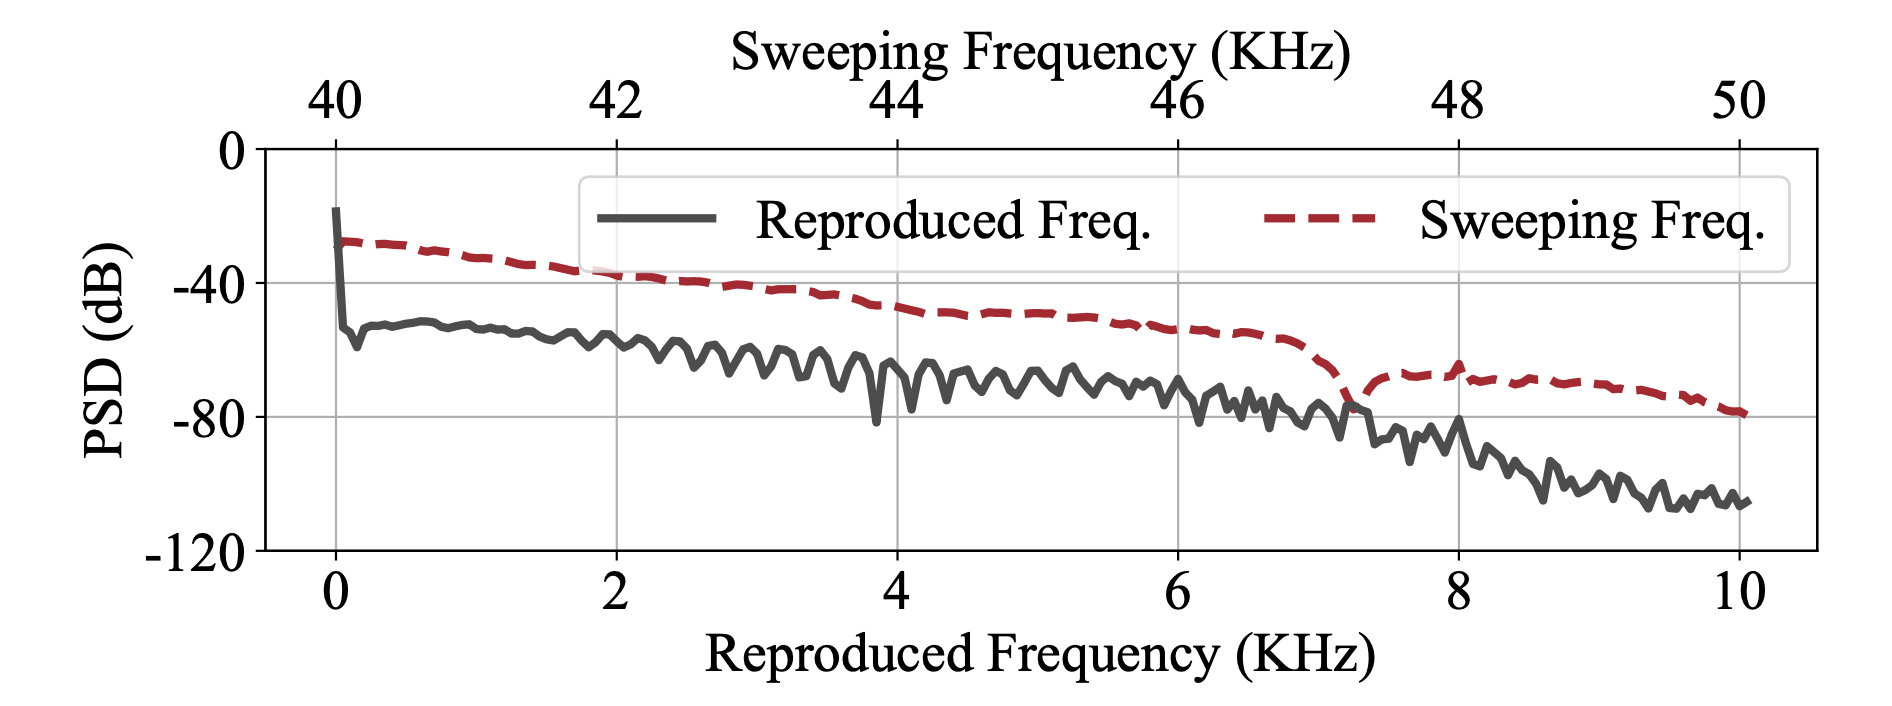 Sweeping Frequency (KHz)
40 42 44 46 48 50
0
-40
-80
-120
PSD (dB)
Reproduced Freq. Sweeping Freq.
0 2 4 6 8 10
Reproduced Frequency (KHz)